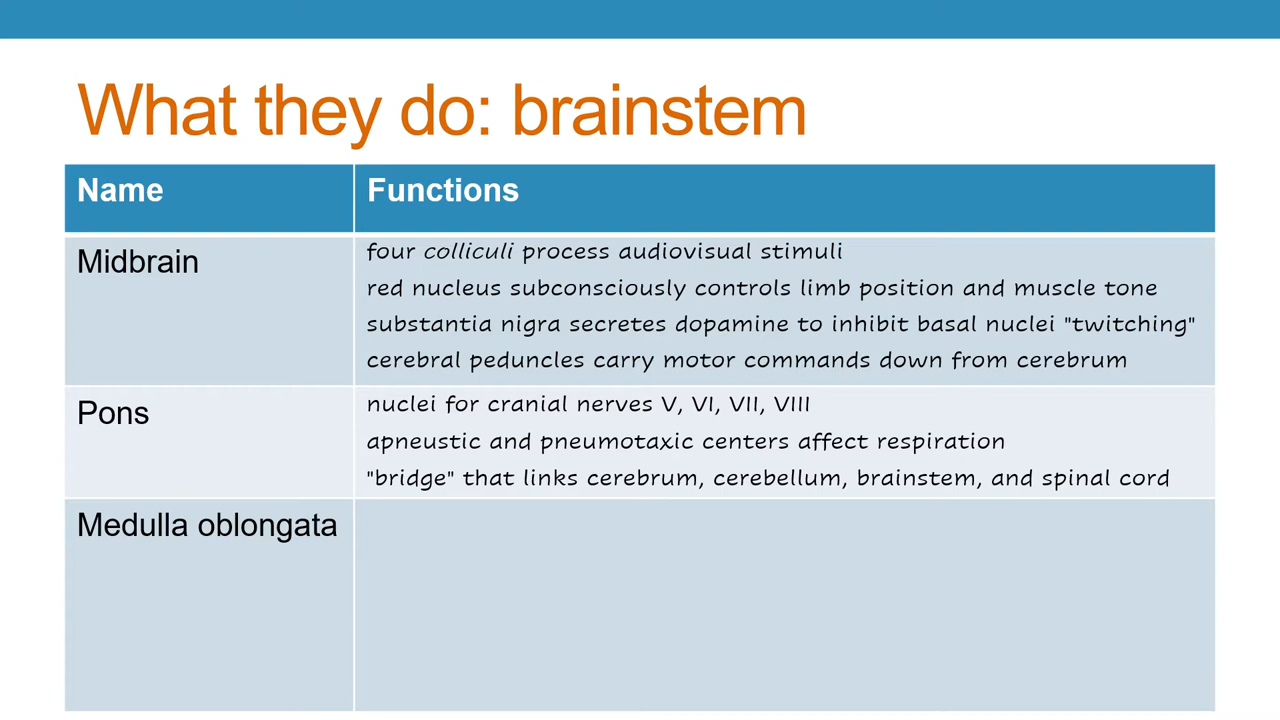 What they do: brainstem
Name
Functions
Midbrain
four colliculi process audiovisual stimuli
red nucleus subconsciously controls limb position and muscle tone
substantia nigra secretes dopamine to inhibit basal nuclei "twitching"
cerebral peduncles carry motor commands down from cerebrum
Pons
nuclei for cranial nerves V, VI, VII, VIII
apneustic and pneumotaxic centers affect respiration
"bridge" that links cerebrum, cerebellum, brainstem, and spinal cord
Medulla oblongata